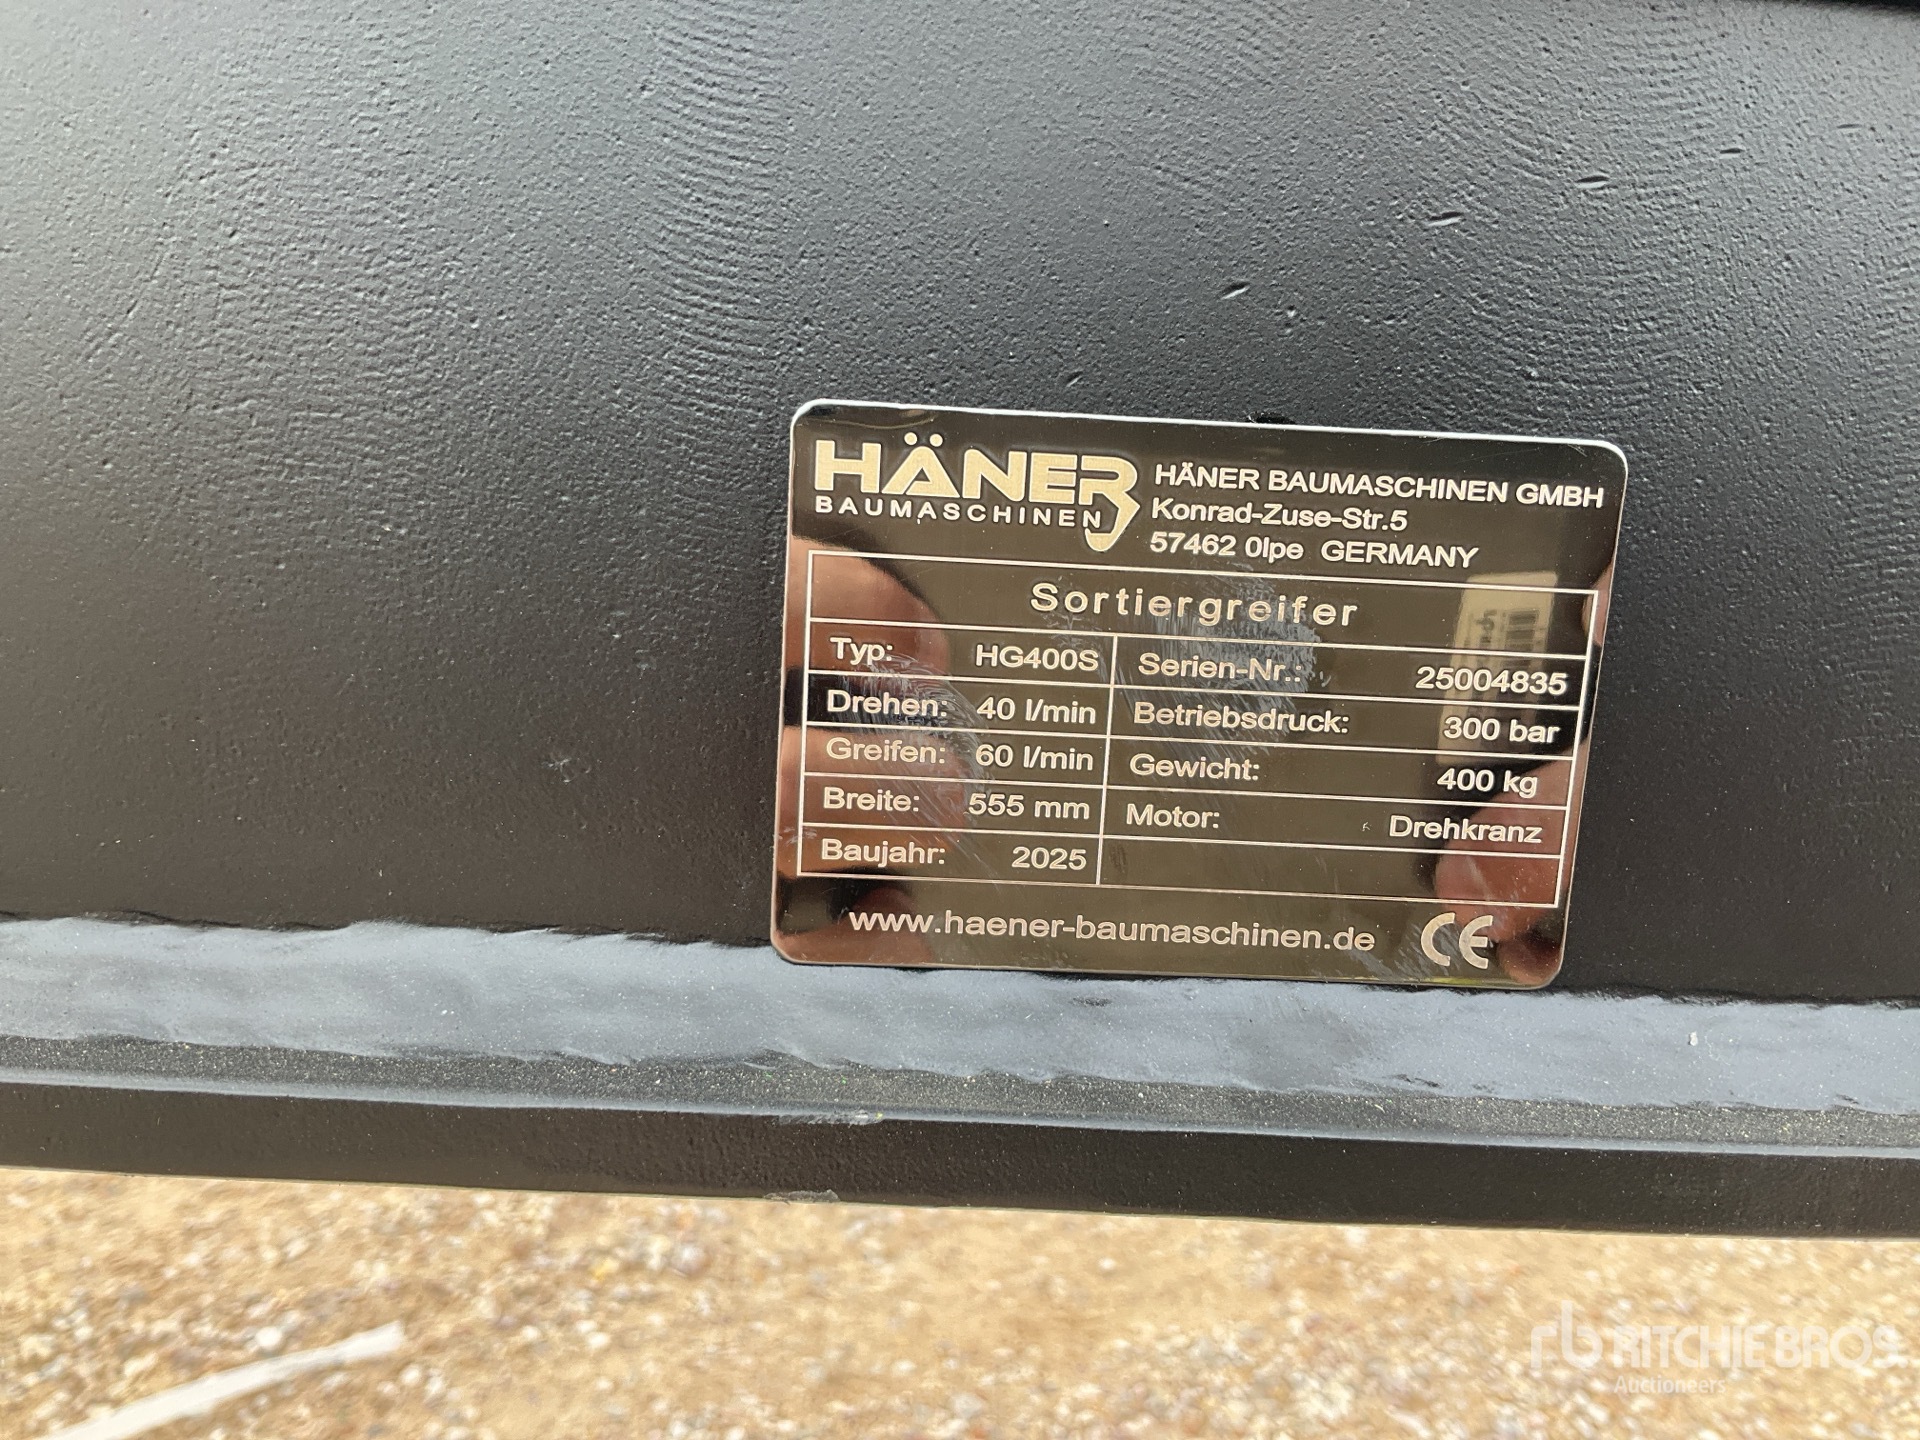 HÄNER
BAUMASCHINEN
HÄNER BAUMASCHINEN GMBH
Konrad-Zuse-Str.5
57462 Olpe GERMANY
Sortiergreifer
Typ: HG400S Serien-Nr.: 25004835
Drehen: 40 l/min Betriebsdruck: 300 bar
Greifen: 60 l/min Gewicht: 400 kg
Breite: 555 mm Motor: Drehkranz
Baujahr: 2025
www.haener-baumaschinen.de CE
rb RITCHIE BROS.
Auctioneers